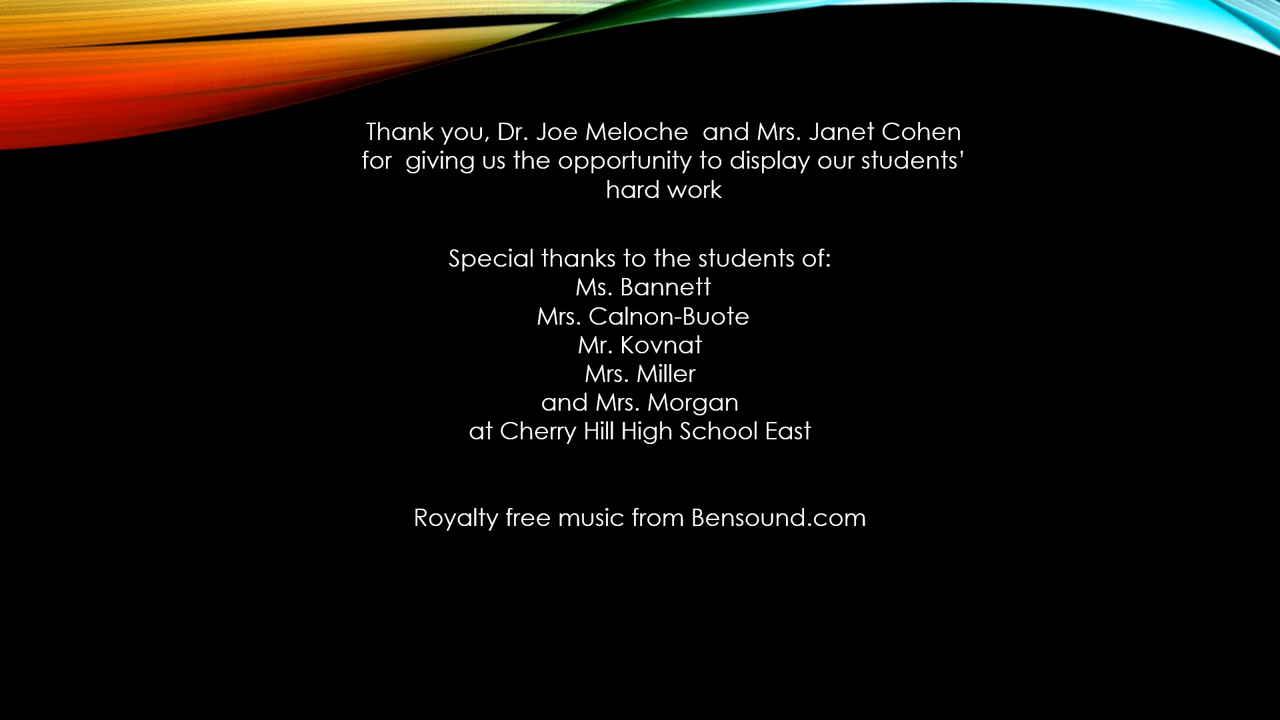 Thank you, Dr. Joe Meloche  and Mrs. Janet Cohen
for  giving us the opportunity to display our students’
hard work
Special thanks to the students of:
Ms. Bannett
Mrs. Calnon-Buote
Mr. Kovnat
Mrs. Miller
and Mrs. Morgan
at Cherry Hill High School East
Royalty free music from Bensound.com